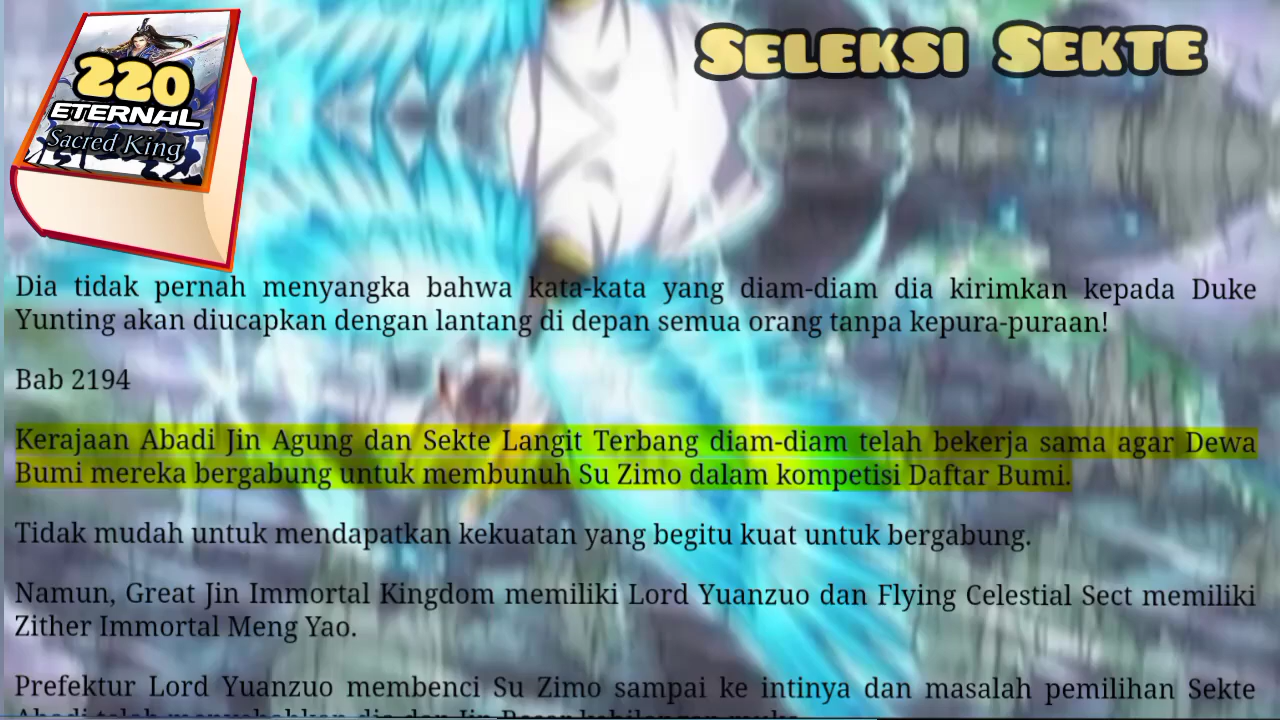 220
ETERNAL
Sacred King
SELEKSI SEKTE
Dia tidak pernah menyangka bahwa kata-kata yang diam-diam dia kirimkan kepada Duke
Yunting akan diucapkan dengan lantang di depan semua orang tanpa kepura-puraan!
Bab 2194
Kerajaan Abadi Jin Agung dan Sekte Langit Terbang diam-diam telah bekerja sama agar Dewa
Bumi mereka bergabung untuk membunuh Su Zimo dalam kompetisi Daftar Bumi.
Tidak mudah untuk mendapatkan kekuatan yang begitu kuat untuk bergabung.
Namun, Great Jin Immortal Kingdom memiliki Lord Yuanzuo dan Flying Celestial Sect memiliki
Zither Immortal Meng Yao.
Prefektur Lord Yuanzuo membenci Su Zimo sampai ke intinya dan masalah pemilihan Sekte